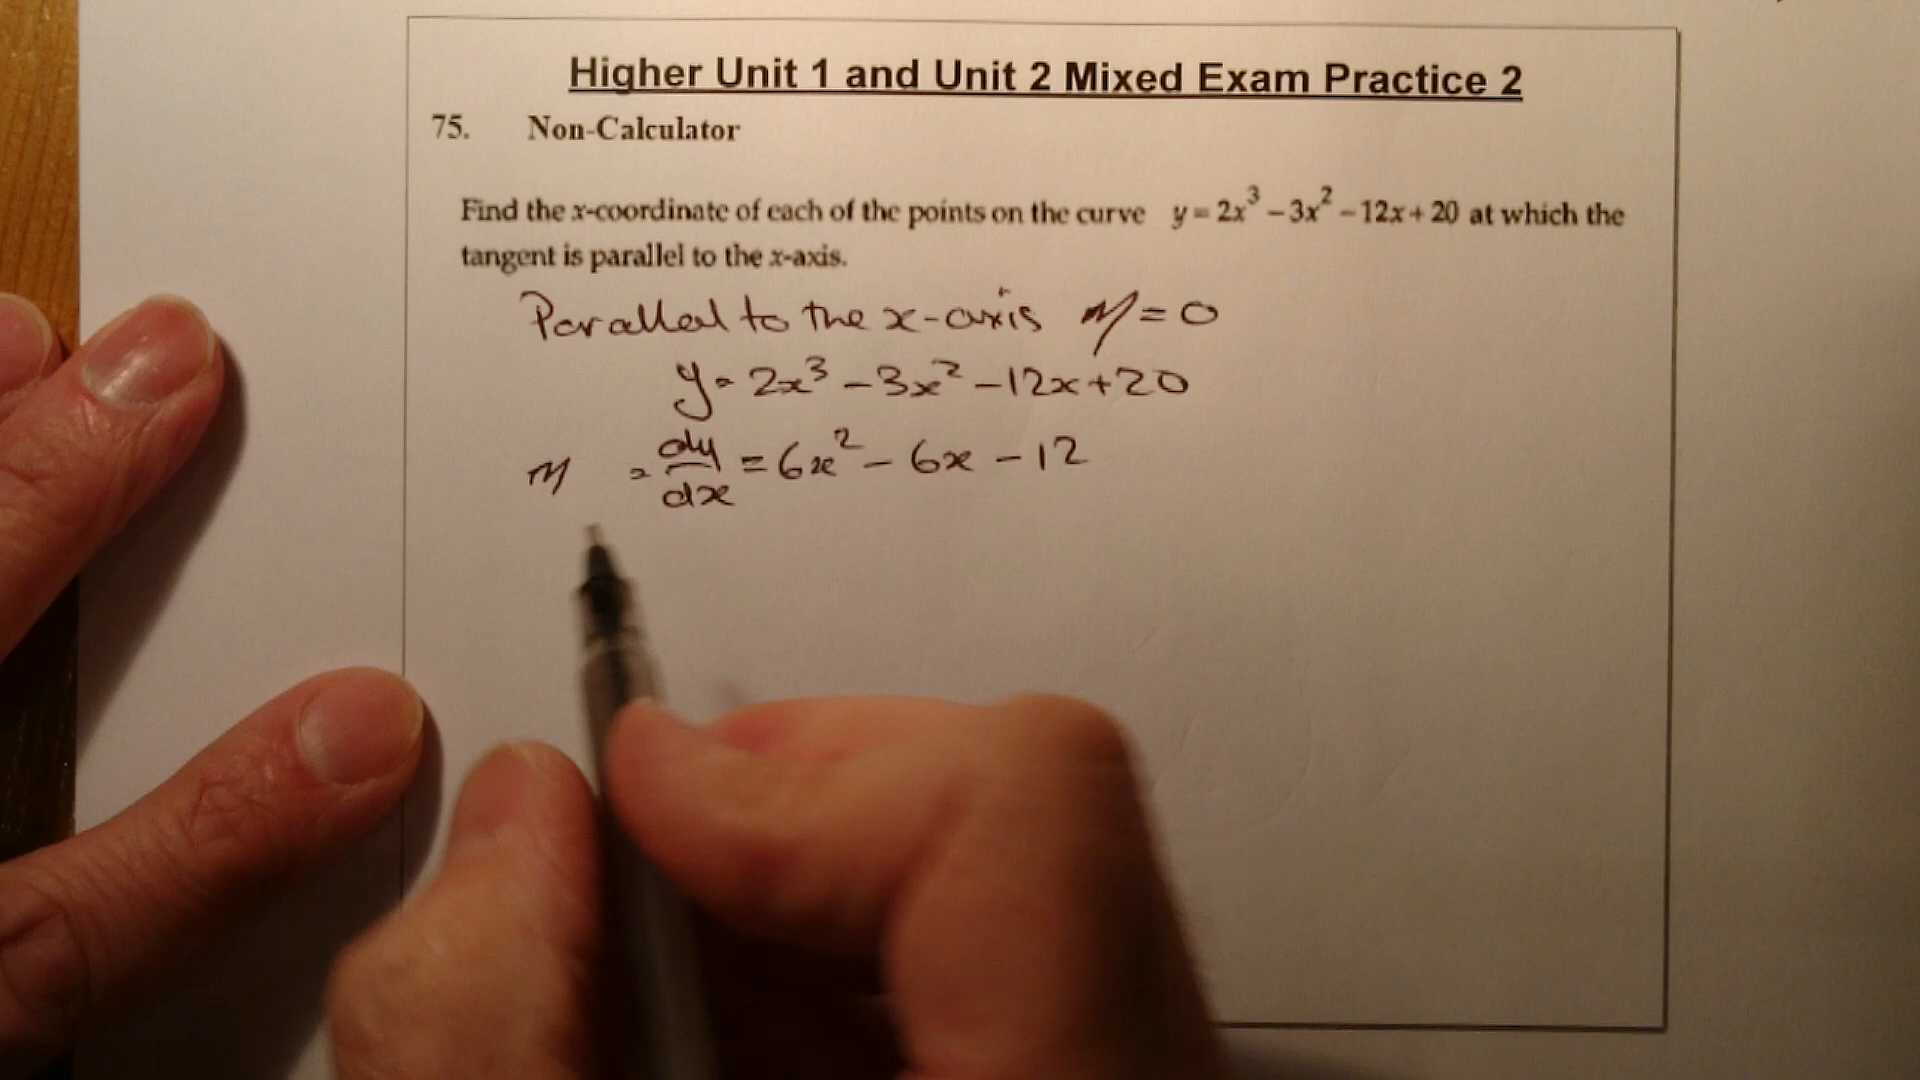 Higher Unit 1 and Unit 2 Mixed Exam Practice 2
75. Non-Calculator
Find the x-coordinate of each of the points on the curve y = 2x³ – 3x² – 12x + 20 at which the
tangent is parallel to the x-axis.
Parallel to the x-axis m = 0
y = 2x³ – 3x² – 12x + 20
m = dy/dx = 6x² – 6x – 12